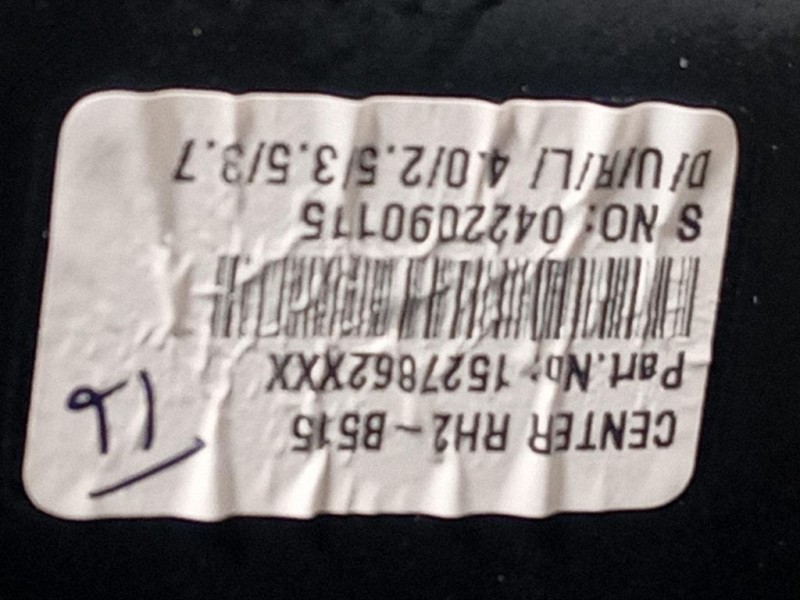 CENTER RH2-B515
Part.No: 1527862XXX
S NO: 0422090115
D/U/R/L/ 4.0/2.5/3.5/3.7